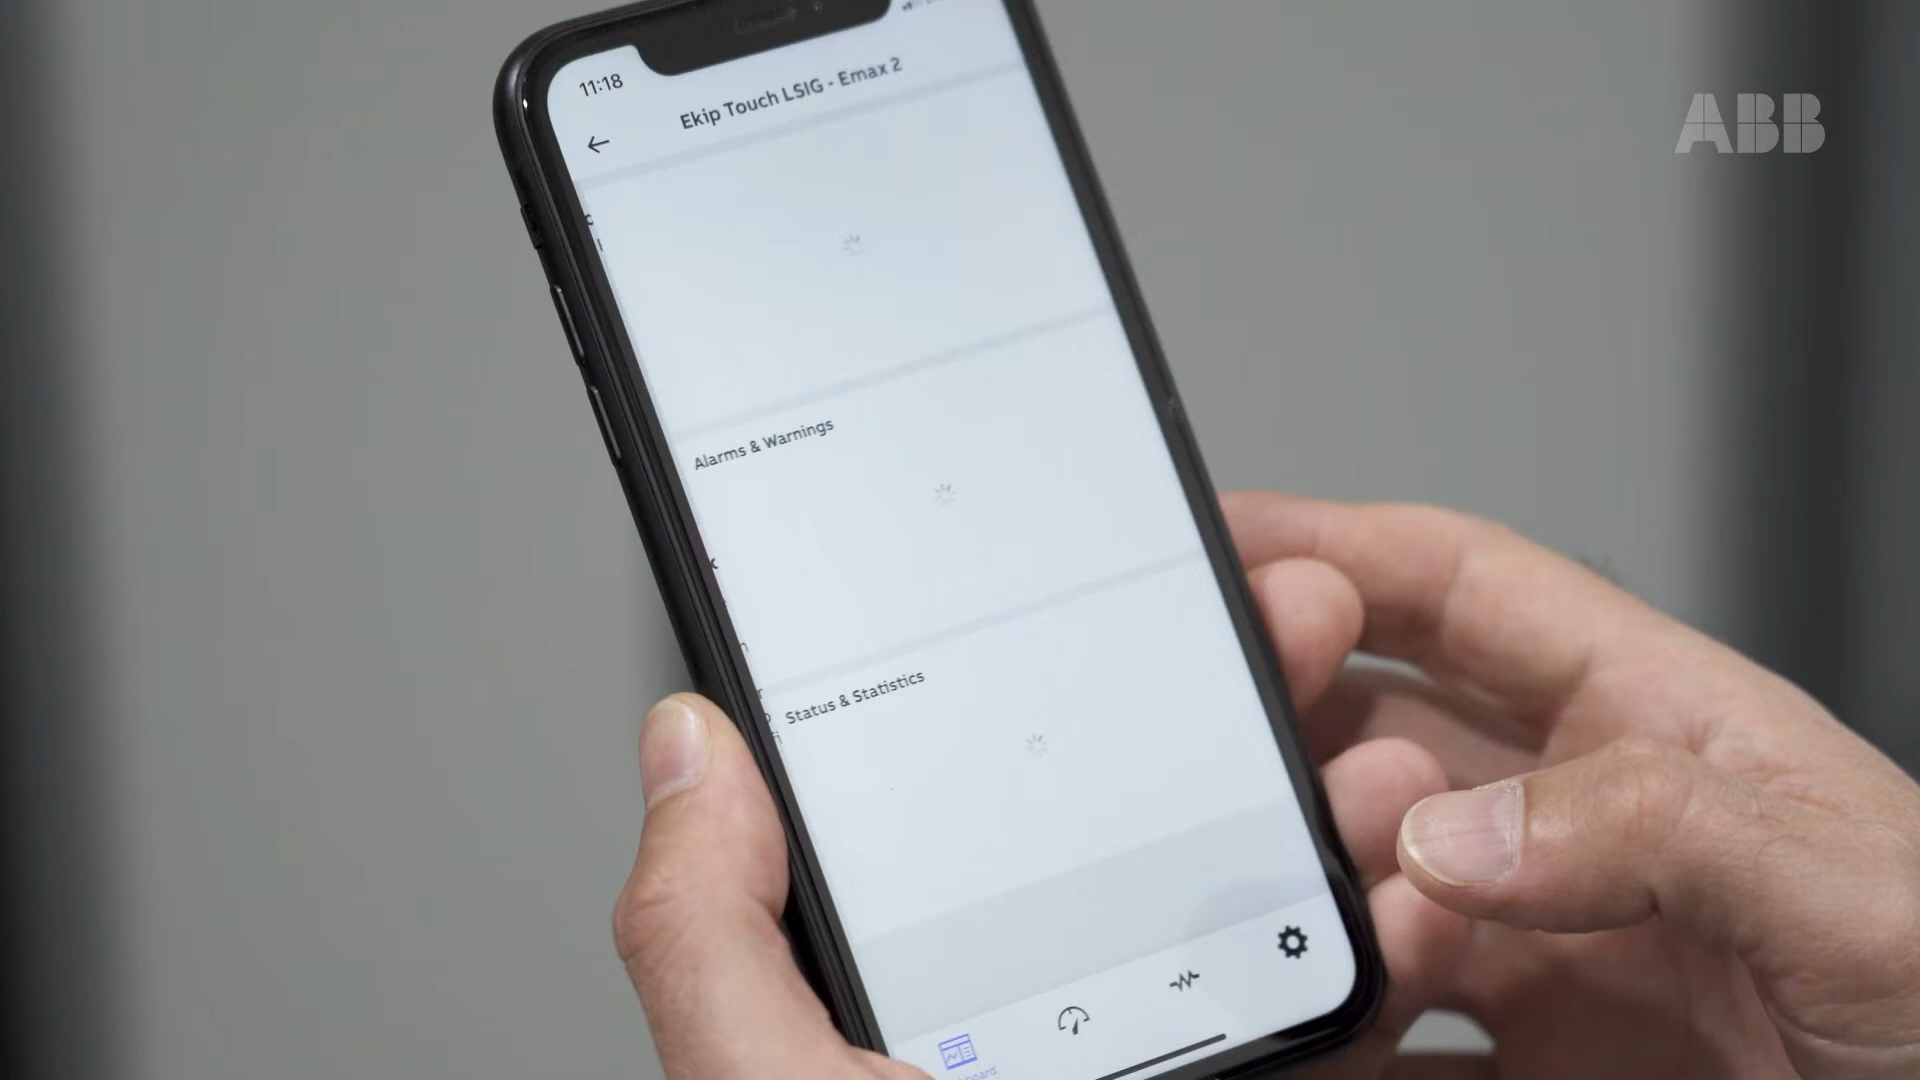 11:18
Ekip Touch LSIG - Emax 2
ABB
Alarms & Warnings
Status & Statistics